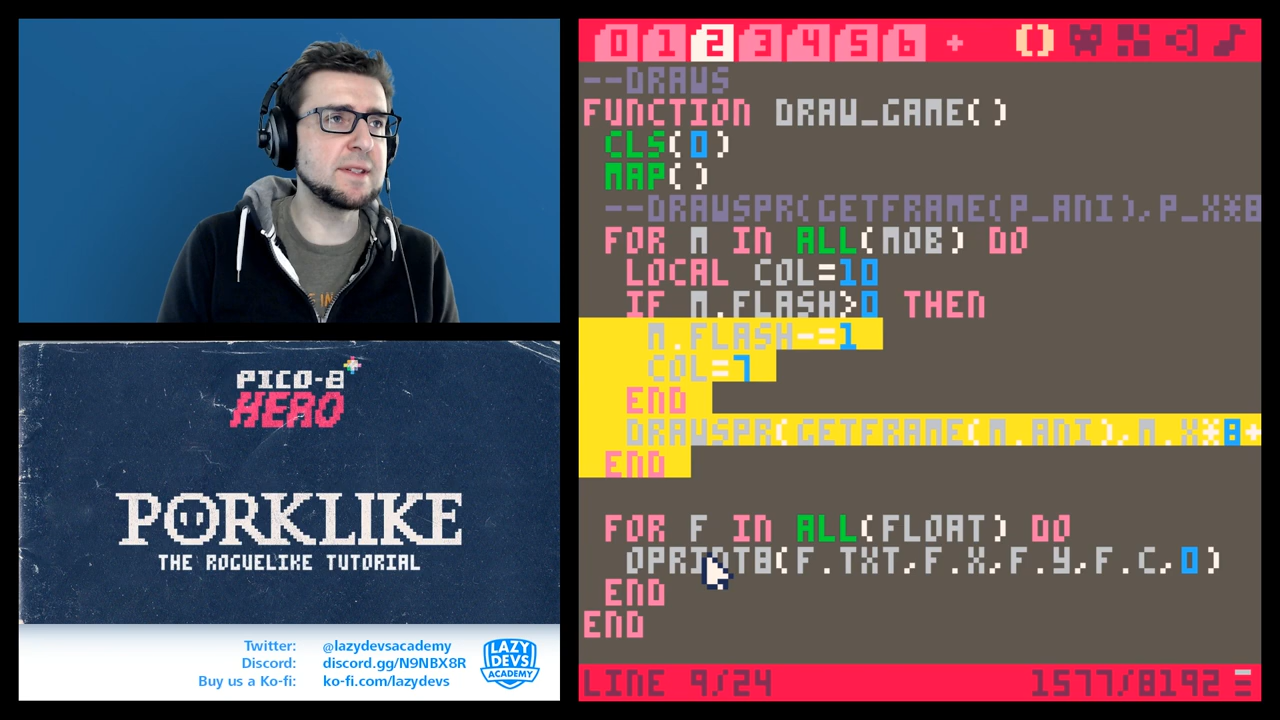 PICO-8
HERO
PORKLIKE
THE ROGUELIKE TUTORIAL
Twitter: @lazydevsacademy
Discord: discord.gg/N9NBX8R
Buy us a Ko-fi: ko-fi.com/lazydevs
LAZY
DEVS
ACADEMY
0 1 2 3 4 5 6 + ()
--DRAWS
FUNCTION DRAW_GAME()
CLS(0)
MAP()
--DRAWSPR(GETFRAME(P_ANI),P_X*8
FOR M IN ALL(MOB) DO
LOCAL COL=10
IF M.FLASH>0 THEN
M.FLASH-=1
COL=7
END
DRAWSPR(GETFRAME(M.ANI),M.X*8+
END
FOR F IN ALL(FLOAT) DO
OPRINT8(F.TXT,F.X,F.Y,F.C,0)
END
END
LINE 9/24 1577/8192